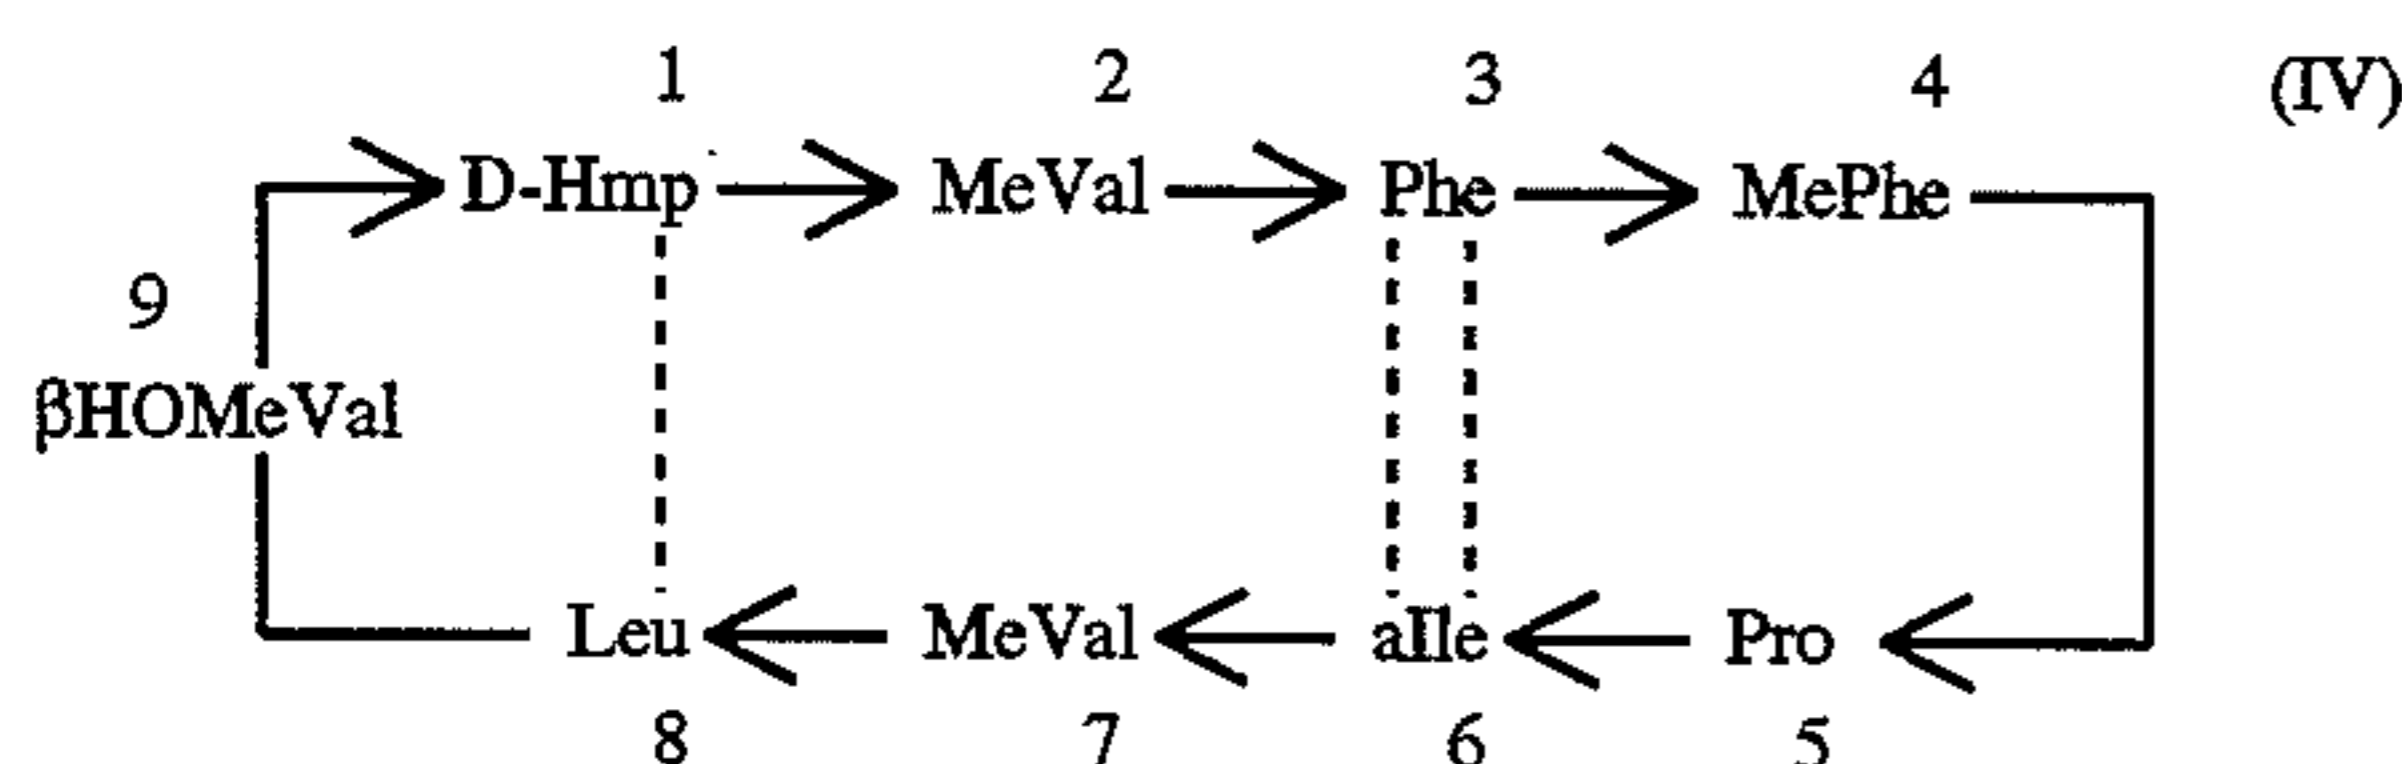 1 2 3 4 (IV)
D-Hmp MeVal Phe MePhe
9
βHOMeVal
Leu MeVal aIle Pro
8 7 6 5